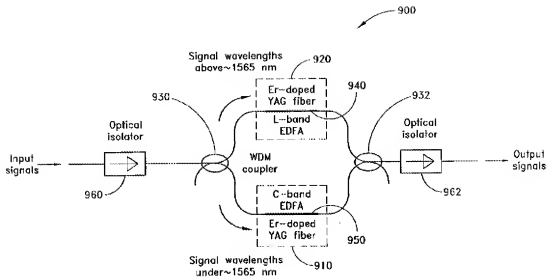 900
Signal wavelengths
above~1565 nm
920
Er-doped
YAG fiber
940
L-band
EDFA
930
932
Optical
isolator
Optical
isolator
Input
signals
WDM
coupler
Output
signals
960
962
C-band
EDFA
Er-doped
YAG fiber
950
910
Signal wavelengths
under~1565 nm